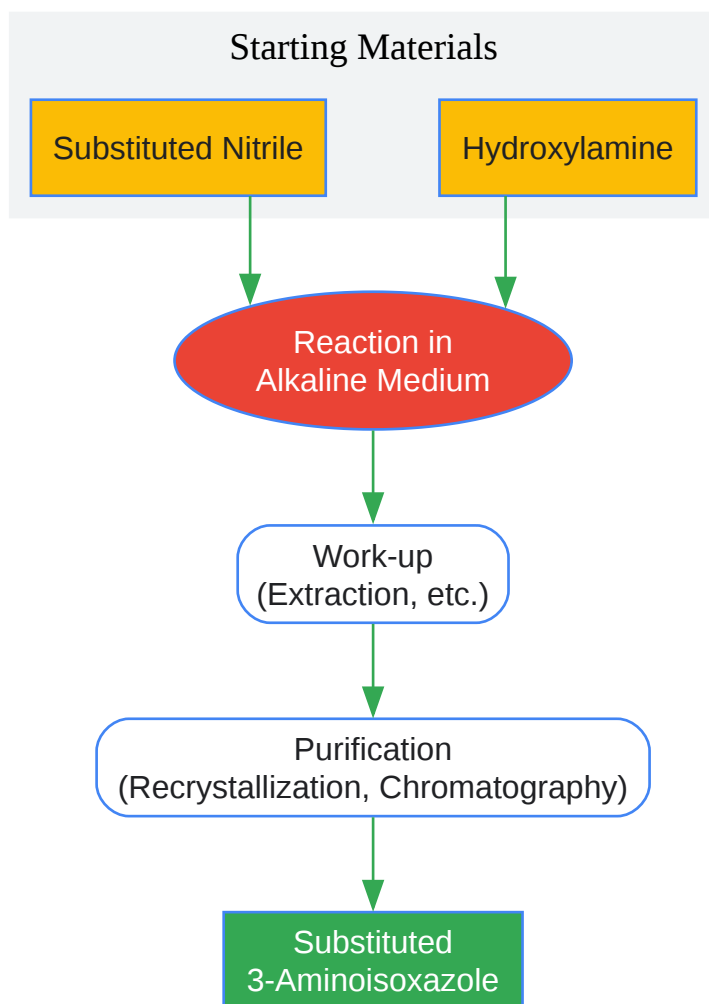 Starting Materials
Substituted Nitrile
Hydroxylamine
Reaction in
Alkaline Medium
Work-up
(Extraction, etc.)
Purification
(Recrystallization, Chromatography)
Substituted
3-Aminoisoxazole